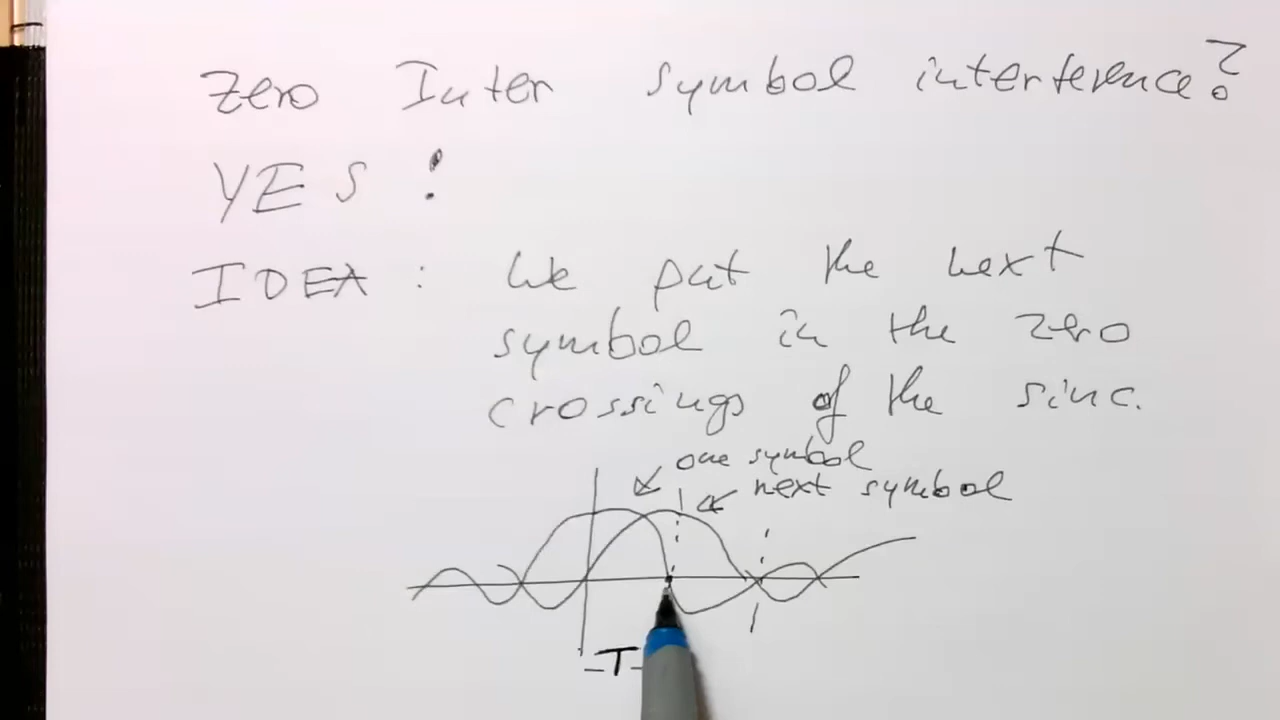 Zero Inter symbol interference?
YES !
IDEA : We put the next
symbol in the zero
crossings of the sinc.
one symbol
next symbol
-T-